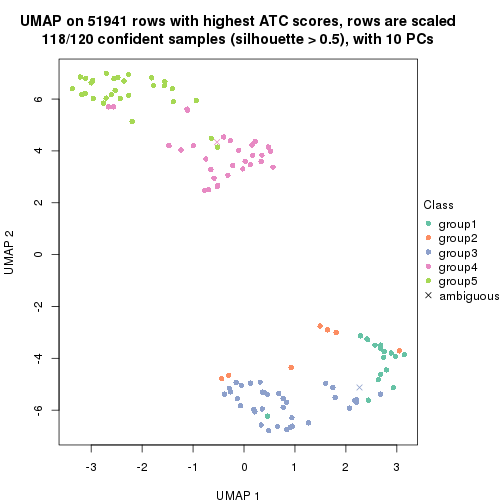 UMAP on 51941 rows with highest ATC scores, rows are scaled
118/120 confident samples (silhouette > 0.5), with 10 PCs
6
4
2
0
-2
-4
-6
UMAP 2
-3
-2
-1
0
1
2
3
UMAP 1
Class
group1
group2
group3
group4
group5
ambiguous